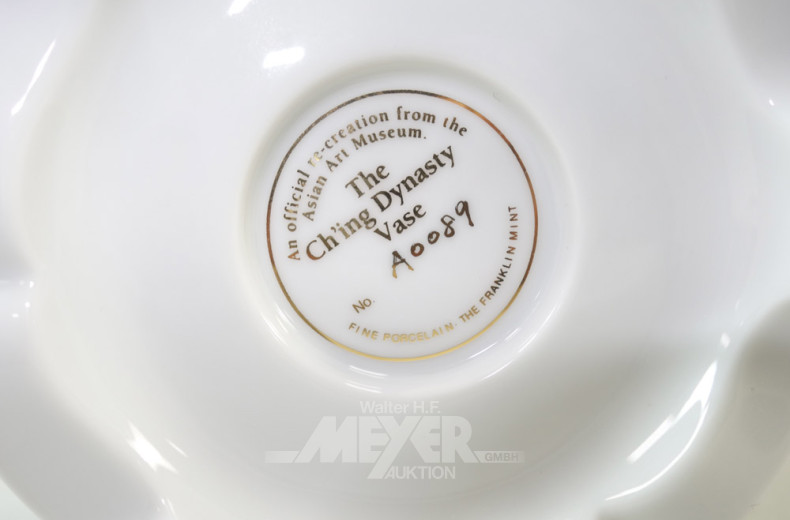 An official re-creation from the
Asian Art Museum.
The
Ch'ing Dynasty
Vase
A0089
No.
FINE PORCELAIN · THE FRANKLIN MINT
Walter H.F.
MEYER
GMBH
AUKTION